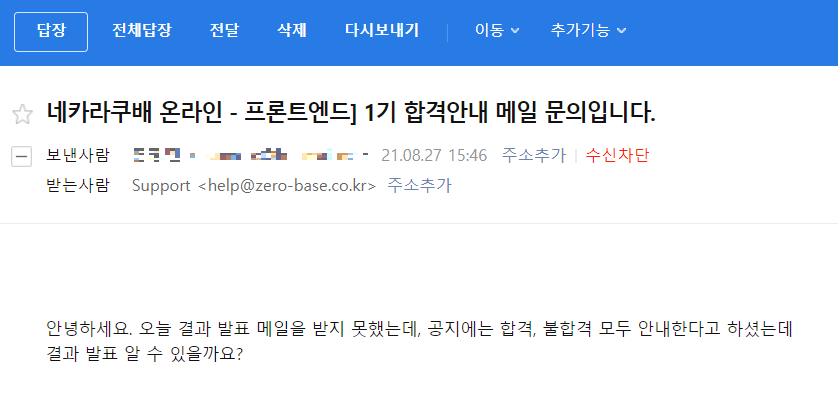 답장 전체답장 전달 삭제 다시보내기 이동 추가기능
네카라쿠배 온라인 - 프론트엔드] 1기 합격안내 메일 문의입니다.
보낸사람 21.08.27 15:46 주소추가 수신차단
받는사람 Support <help@zero-base.co.kr> 주소추가
안녕하세요. 오늘 결과 발표 메일을 받지 못했는데, 공지에는 합격, 불합격 모두 안내한다고 하셨는데
결과 발표 알 수 있을까요?